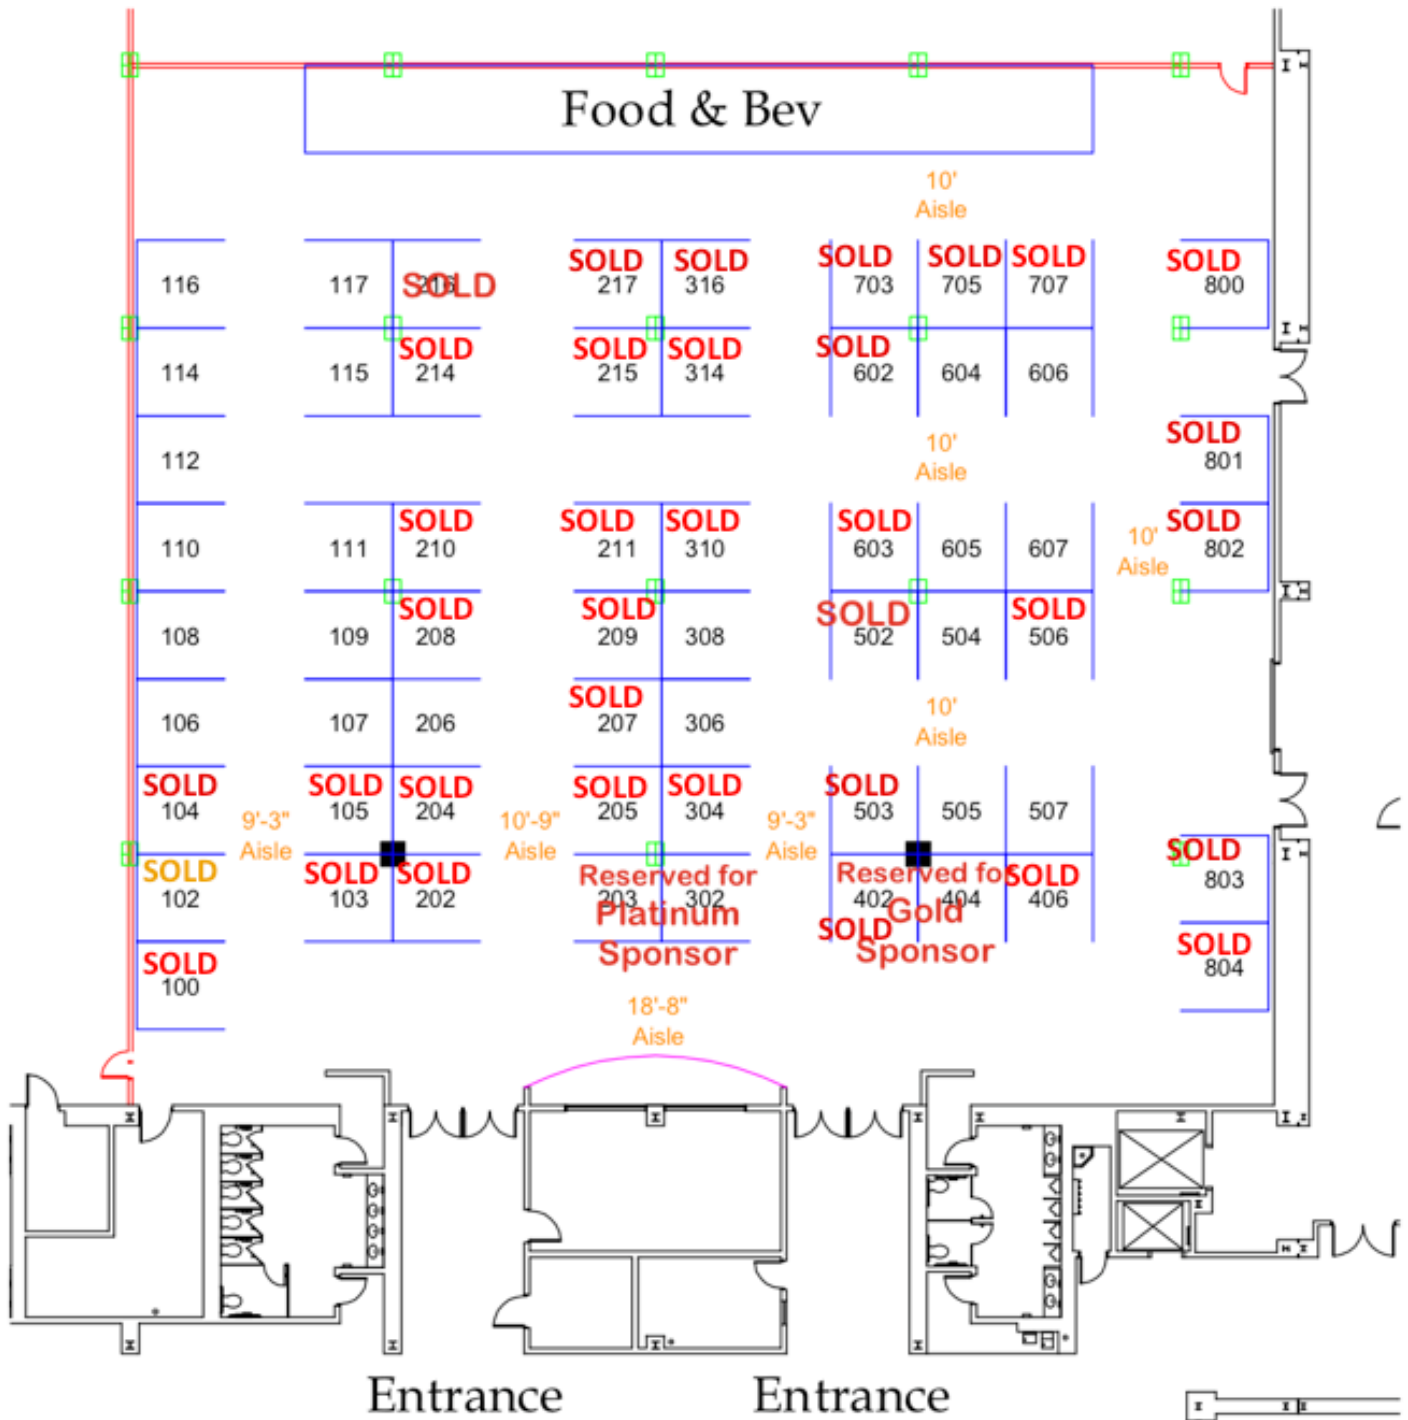 Food & Bev
10'
Aisle
SOLD SOLD SOLD SOLD SOLD SOLD
116 117 216 SOLD 217 316 703 705 707 800
SOLD SOLD SOLD SOLD
114 115 214 215 314 602 604 606
10'
Aisle
SOLD
112 801
SOLD SOLD SOLD SOLD SOLD
110 111 210 211 310 603 605 607 802
10'
Aisle
SOLD SOLD SOLD SOLD
108 109 208 209 308 502 504 506
SOLD
106 107 206 207 306
10'
Aisle
SOLD SOLD SOLD SOLD SOLD SOLD
104 105 204 205 304 503 505 507
9'-3"
Aisle
10'-9"
Aisle
9'-3"
Aisle
SOLD SOLD SOLD SOLD SOLD
102 103 202 203 302 402 404 406 803
Reserved for
Platinum
Sponsor
Reserved for
Gold
Sponsor
SOLD
SOLD SOLD
100 804
18'-8"
Aisle
Entrance Entrance